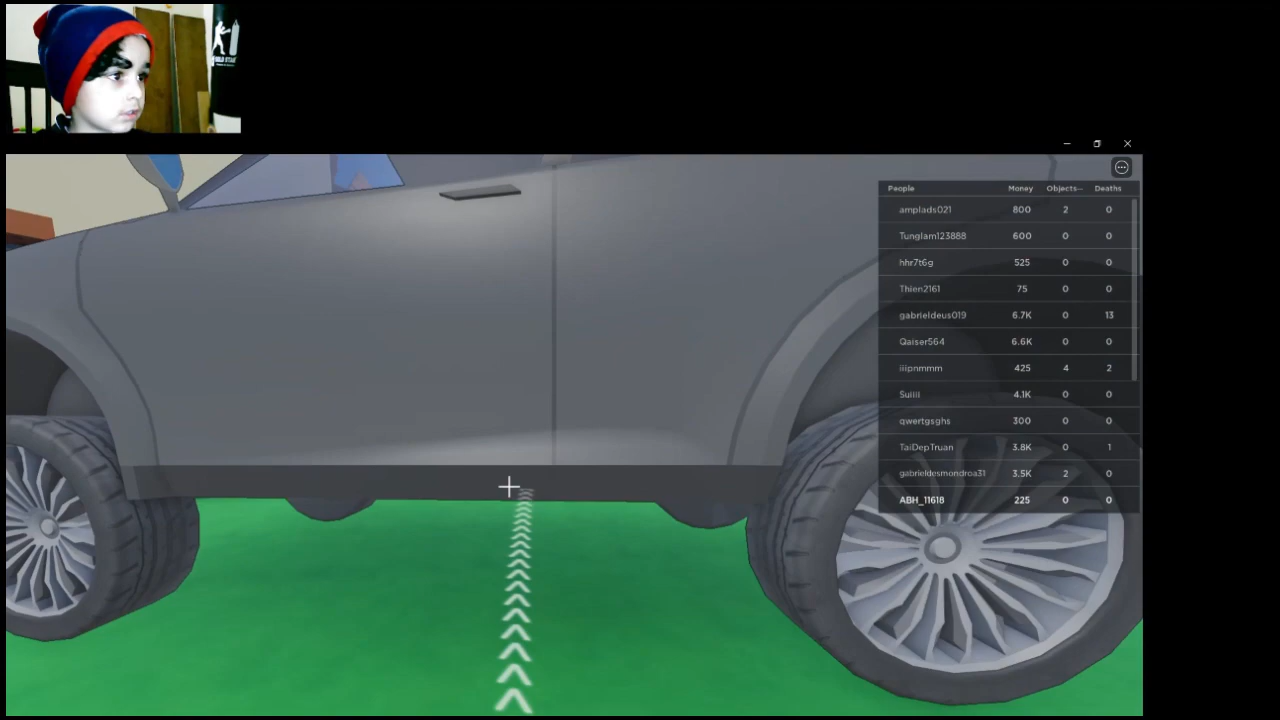 People Money Objects— Deaths
amplads021 800 2 0
Tunglam123888 600 0 0
hhr7t6g 525 0 0
Thien2161 75 0 0
gabrieldeus019 6.7K 0 13
Qaiser564 6.6K 0 0
iiipnmmm 425 4 2
Suiiii 4.1K 0 0
qwertgsghs 300 0 0
TaiDepTruan 3.8K 0 1
gabrieldesmondroa31 3.5K 2 0
ABH_11618 225 0 0